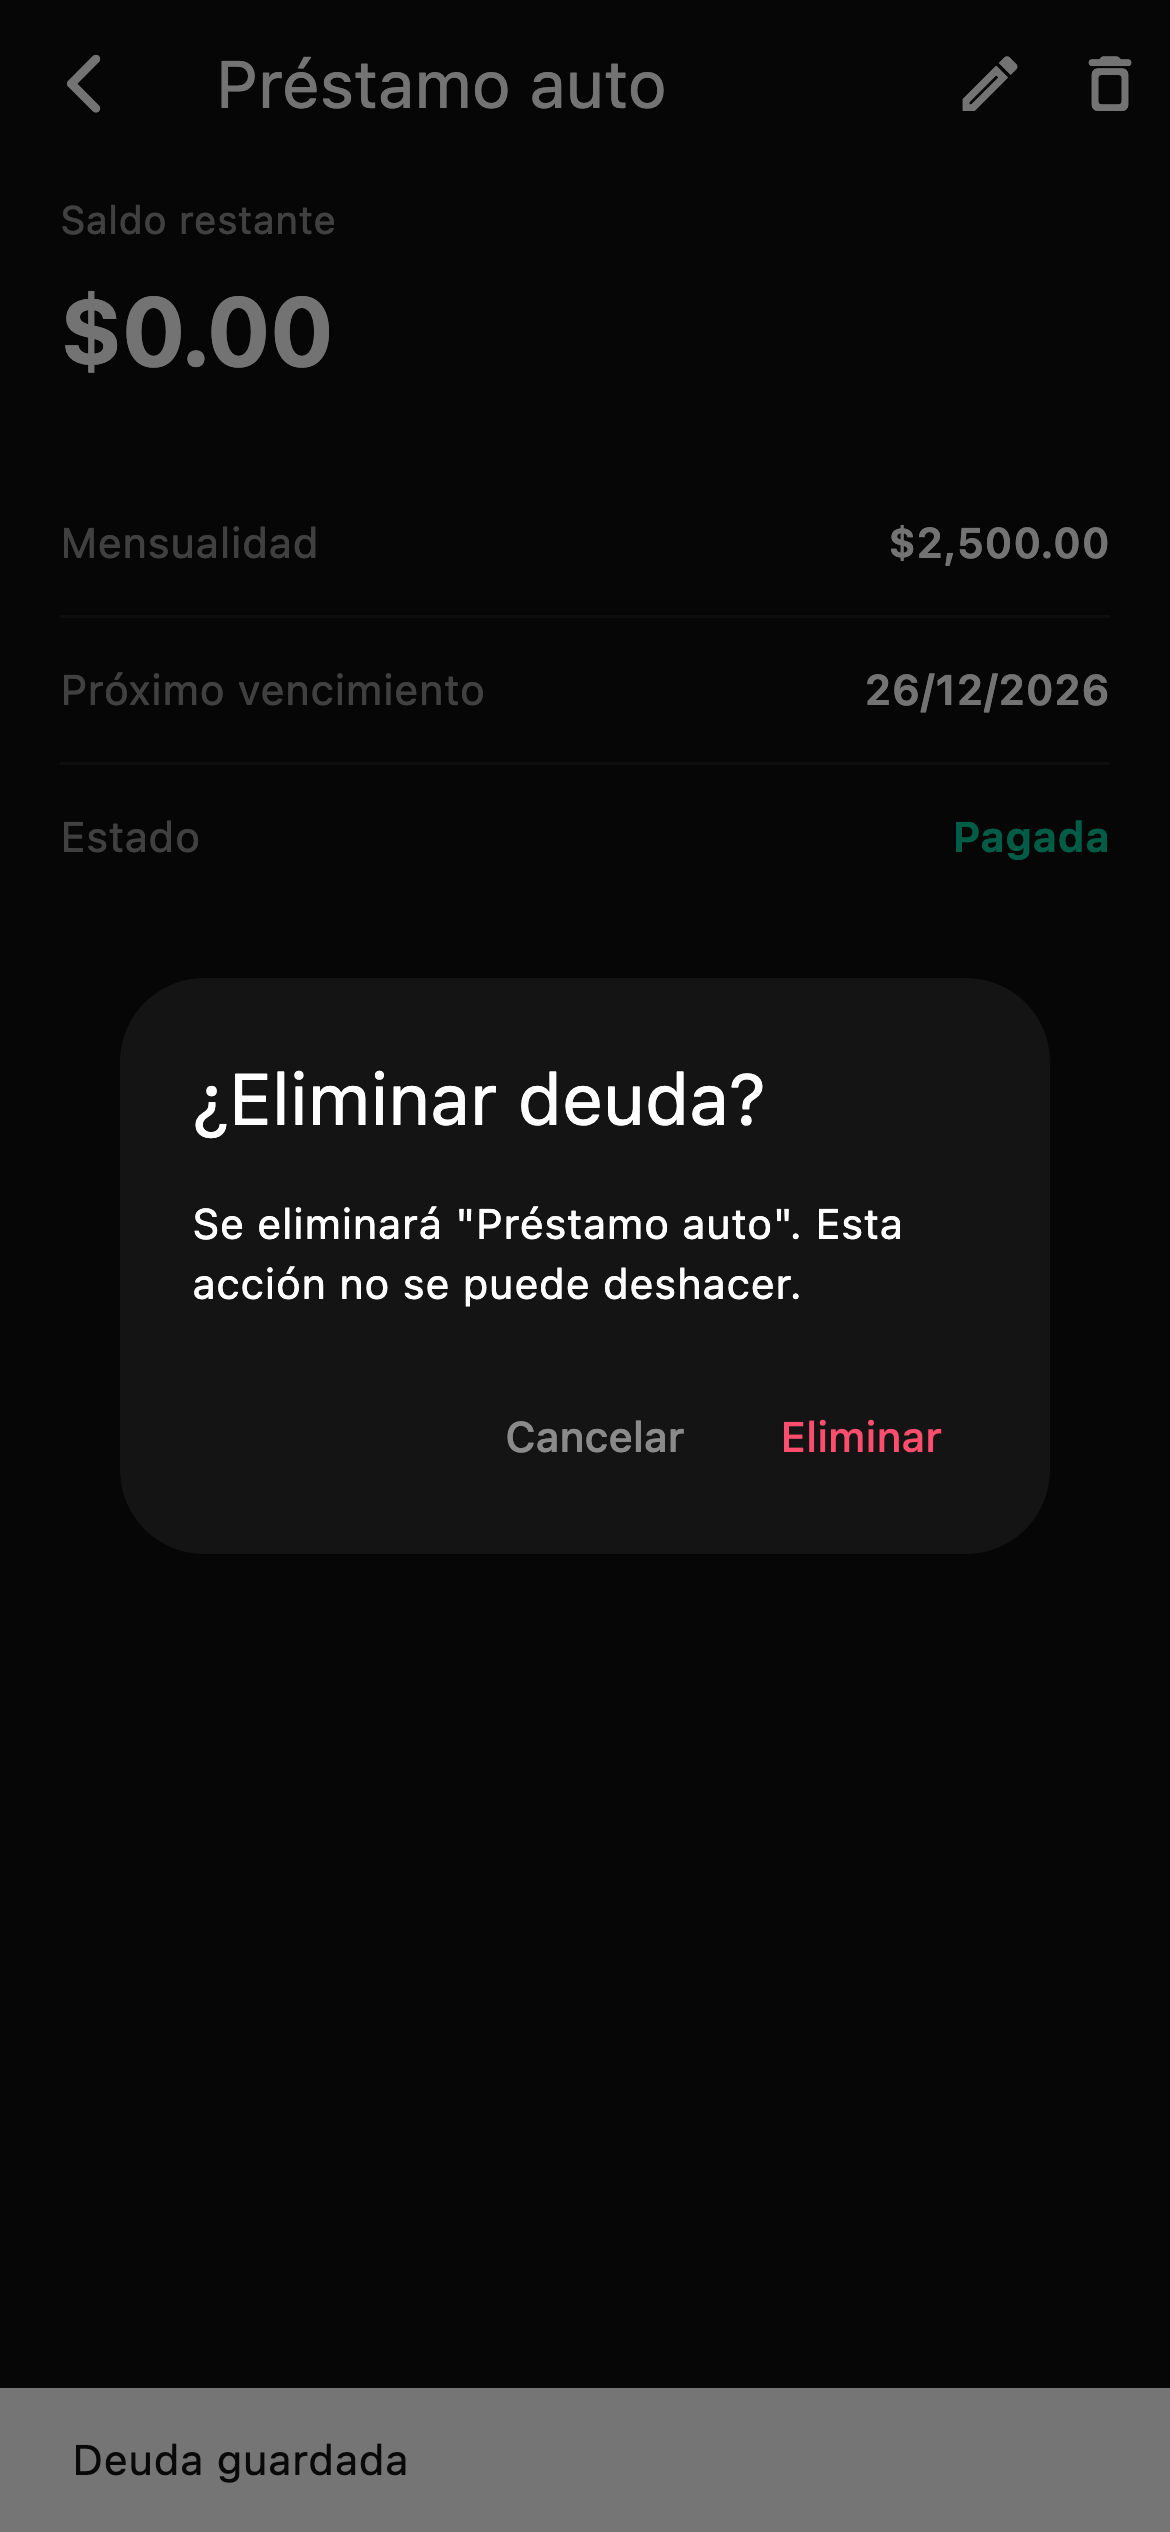 Préstamo auto
Saldo restante
$0.00
Mensualidad $2,500.00
Próximo vencimiento 26/12/2026
Estado Pagada
¿Eliminar deuda?
Se eliminará "Préstamo auto". Esta
acción no se puede deshacer.
Cancelar Eliminar
Deuda guardada